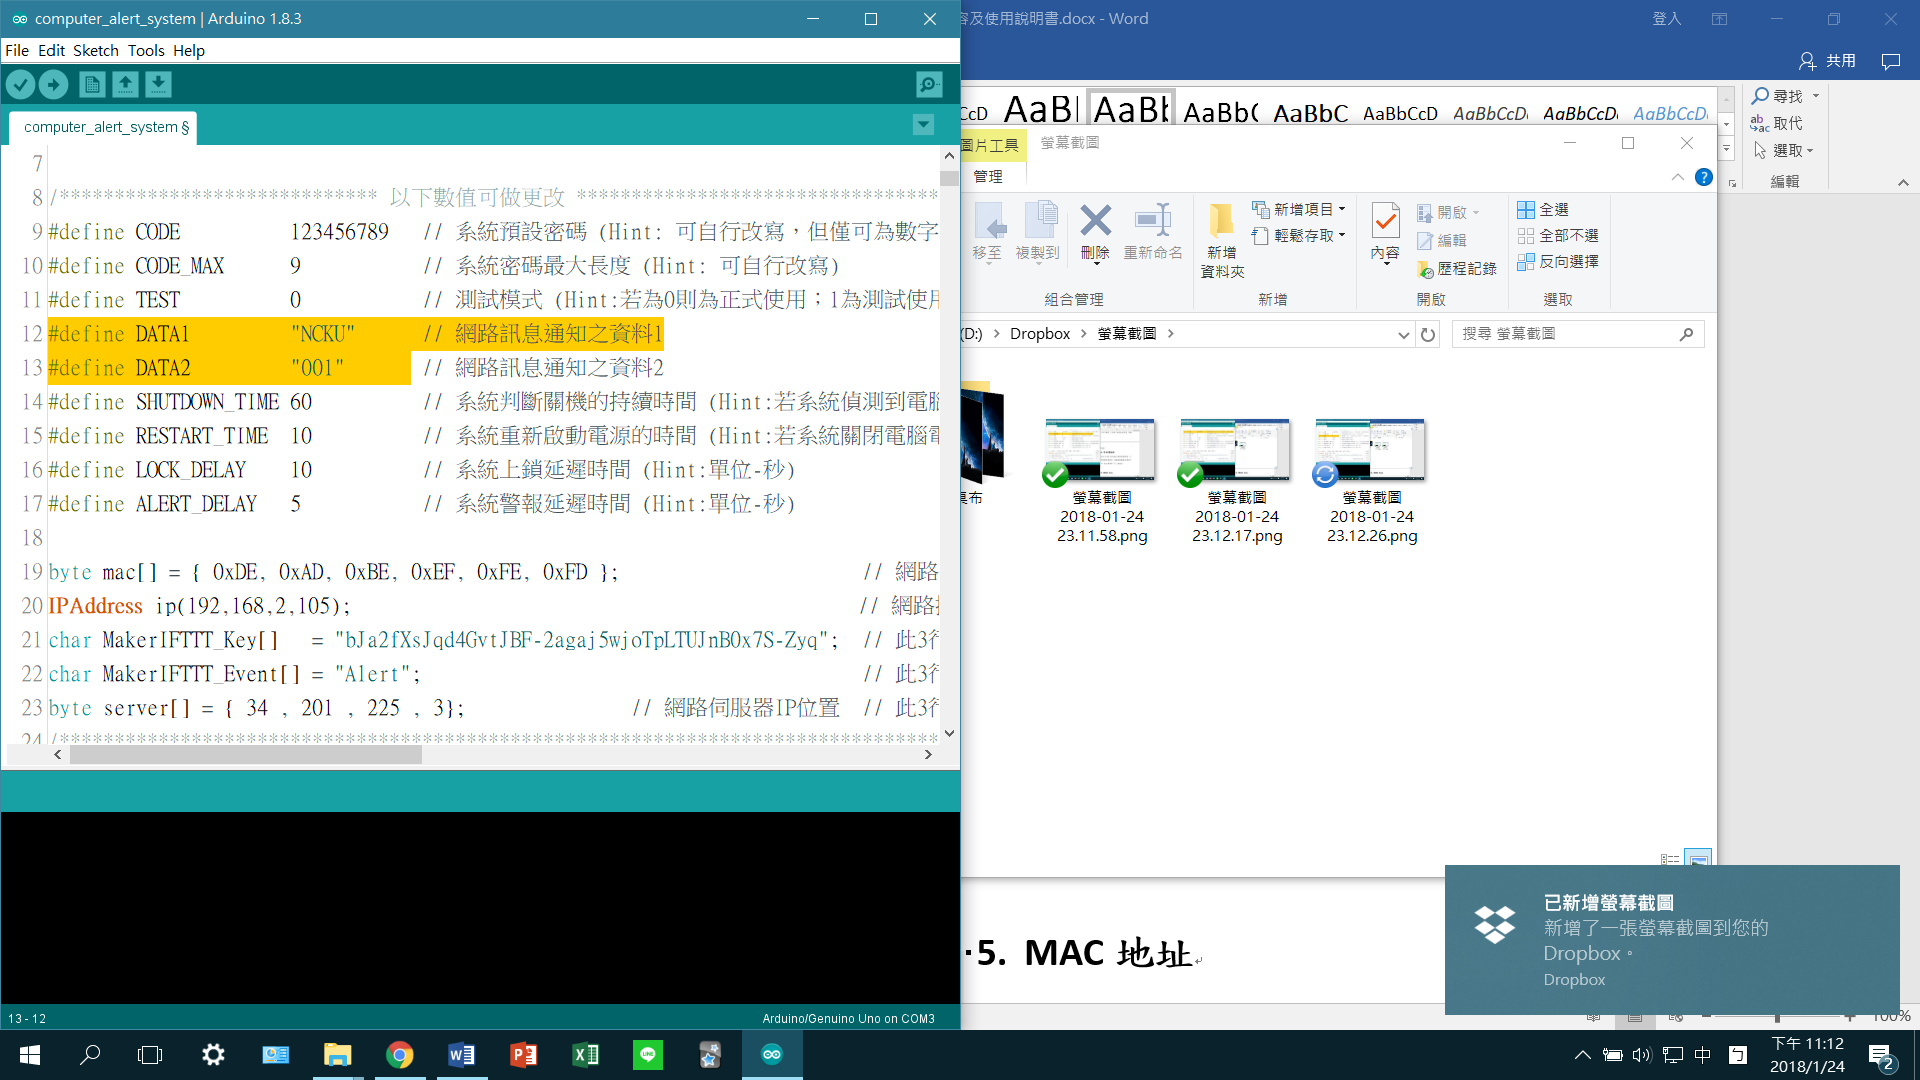 computer_alert_system | Arduino 1.8.3
File Edit Sketch Tools Help
computer_alert_system §
7
8 /***************************** 以下數值可做更改 *********************************
9 #define CODE 123456789 // 系統預設密碼 (Hint: 可自行改寫，但僅可為數字
10 #define CODE_MAX 9 // 系統密碼最大長度 (Hint: 可自行改寫)
11 #define TEST 0 // 測試模式 (Hint:若為0則為正式使用；1為測試使用
12 #define DATA1 "NCKU" // 網路訊息通知之資料1
13 #define DATA2 "001" // 網路訊息通知之資料2
14 #define SHUTDOWN_TIME 60 // 系統判斷關機的持續時間 (Hint:若系統偵測到電腦
15 #define RESTART_TIME 10 // 系統重新啟動電源的時間 (Hint:若系統關閉電腦電
16 #define LOCK_DELAY 10 // 系統上鎖延遲時間 (Hint:單位-秒)
17 #define ALERT_DELAY 5 // 系統警報延遲時間 (Hint:單位-秒)
18
19 byte mac[] = { 0xDE, 0xAD, 0xBE, 0xEF, 0xFE, 0xFD }; // 網路
20 IPAddress ip(192,168,2,105); // 網路
21 char MakerIFTTT_Key[] = "bJa2fXsJqd4GvtJBF-2agaj5wjoTpLTUJnB0x7S-Zyq"; // 此3行
22 char MakerIFTTT_Event[] = "Alert"; // 此3行
23 byte server[] = { 34 , 201 , 225 , 3}; // 網路伺服器IP位置 // 此3行
24 /*********************************************************************************
13 - 12
Arduino/Genuino Uno on COM3
容及使用說明書.docx - Word
登入
共用
CcD AaB AaBb AaBb( AaBbC AaBbCcD AaBbCcDc AaBbCcDc AaBbCcDc
尋找
取代
選取
編輯
圖片工具
螢幕截圖
管理
移至
複製到
刪除
重新命名
新增
資料夾
新增項目
輕鬆存取
內容
開啟
編輯
歷程記錄
全選
全部不選
反向選擇
組合管理
新增
開啟
選取
(D:) > Dropbox > 螢幕截圖 >
搜尋 螢幕截圖
桌布
螢幕截圖
2018-01-24
23.11.58.png
螢幕截圖
2018-01-24
23.12.17.png
螢幕截圖
2018-01-24
23.12.26.png
5. MAC 地址
已新增螢幕截圖
新增了一張螢幕截圖到您的
Dropbox。
Dropbox
100%
中
下午 11:12
2018/1/24
2